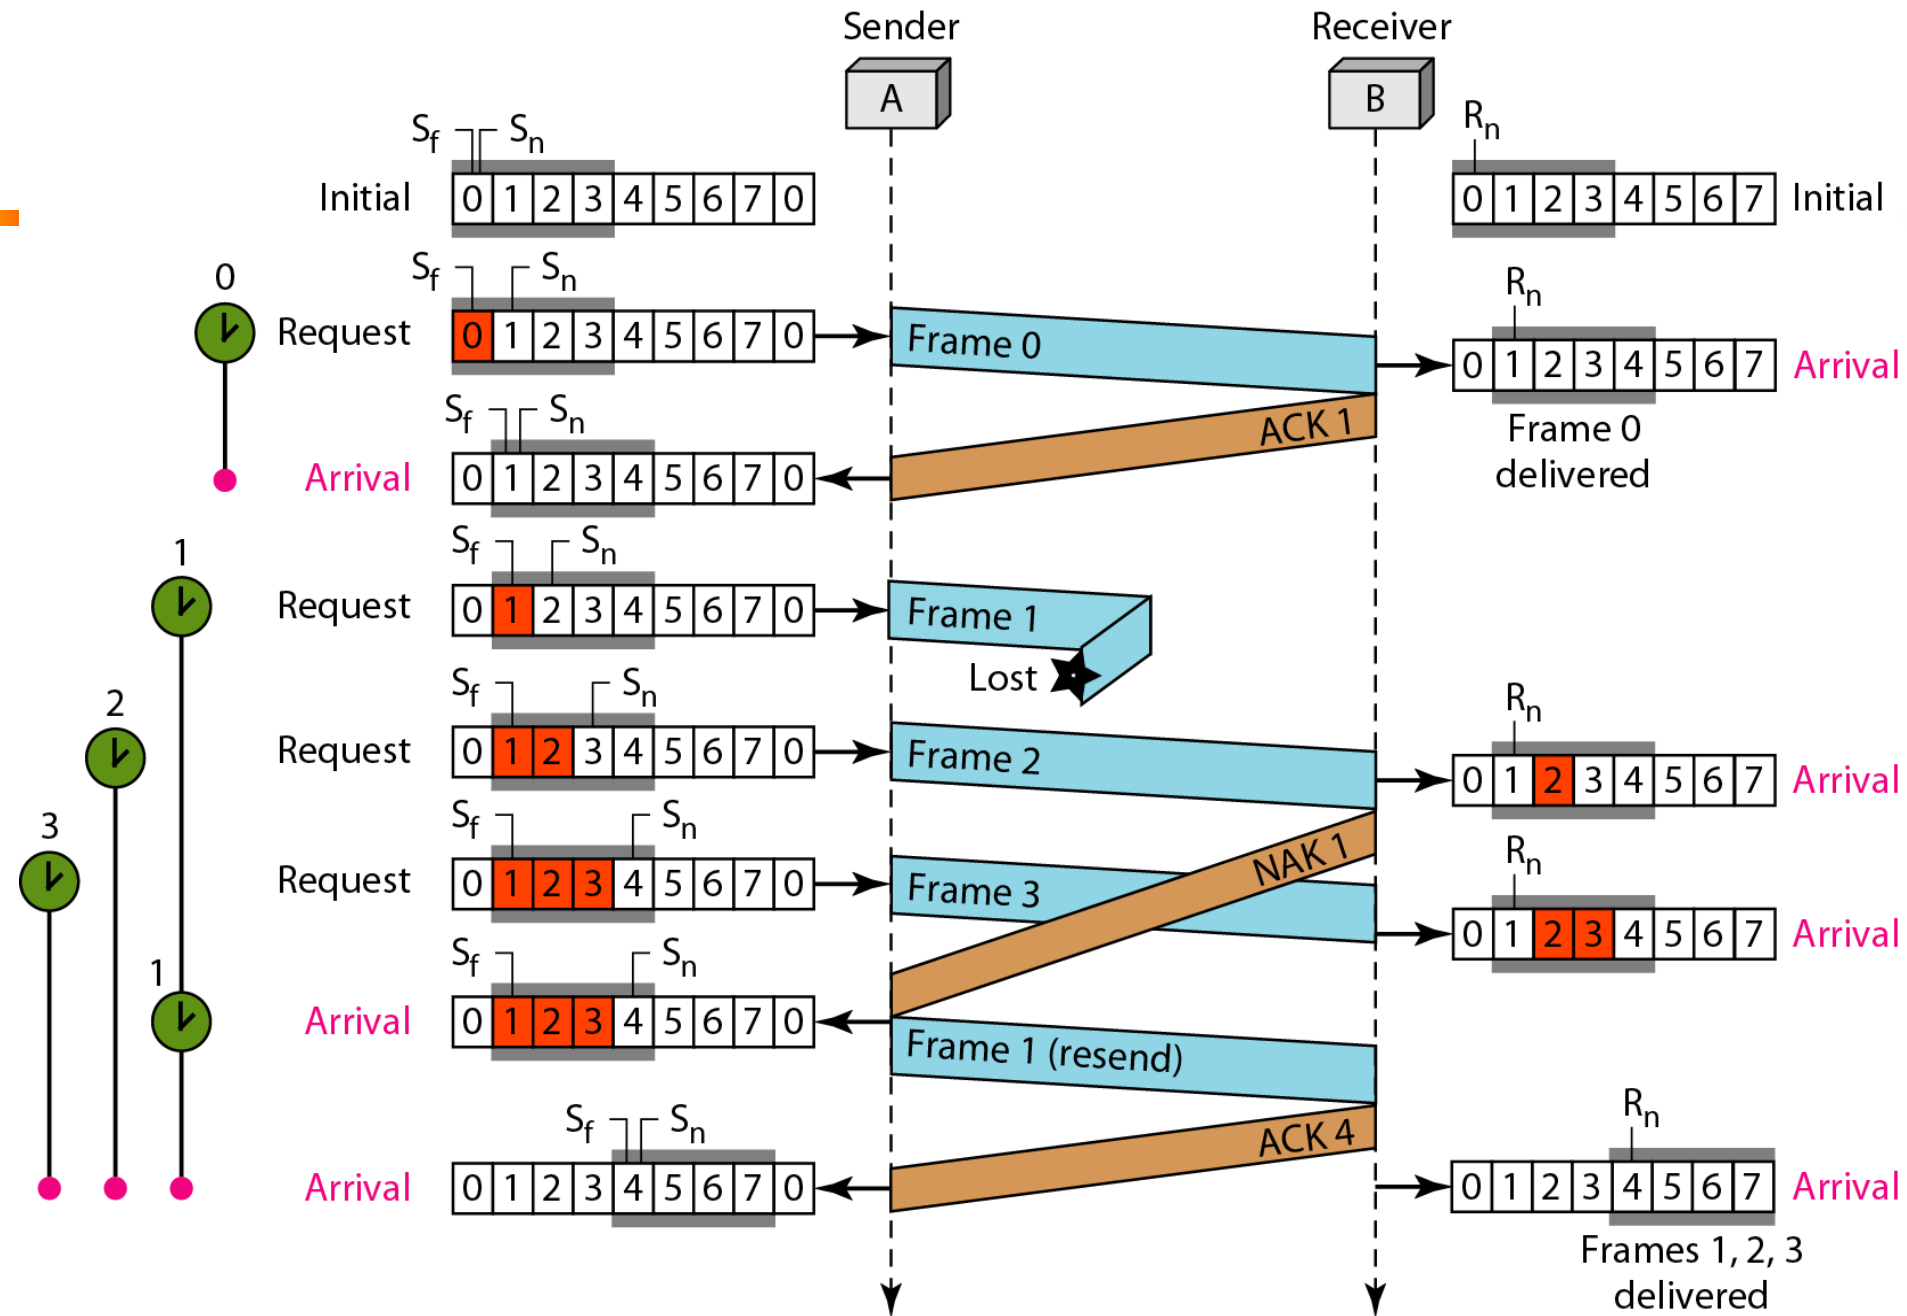 Sender Receiver
A B
Sf Sn Rn
Initial 0 1 2 3 4 5 6 7 0 0 1 2 3 4 5 6 7 Initial
0 Sf Sn Rn
Request 0 1 2 3 4 5 6 7 0 Frame 0 0 1 2 3 4 5 6 7 Arrival
Sf Sn ACK 1 Frame 0
delivered
Arrival 0 1 2 3 4 5 6 7 0
1 Sf Sn
Request 0 1 2 3 4 5 6 7 0 Frame 1
Lost
2 Sf Sn Rn
Request 0 1 2 3 4 5 6 7 0 Frame 2 0 1 2 3 4 5 6 7 Arrival
3 Sf Sn NAK 1 Rn
Request 0 1 2 3 4 5 6 7 0 Frame 3 0 1 2 3 4 5 6 7 Arrival
1 Sf Sn
Arrival 0 1 2 3 4 5 6 7 0
Frame 1 (resend)
Sf Sn ACK 4 Rn
Arrival 0 1 2 3 4 5 6 7 0 0 1 2 3 4 5 6 7 Arrival
Frames 1, 2, 3
delivered